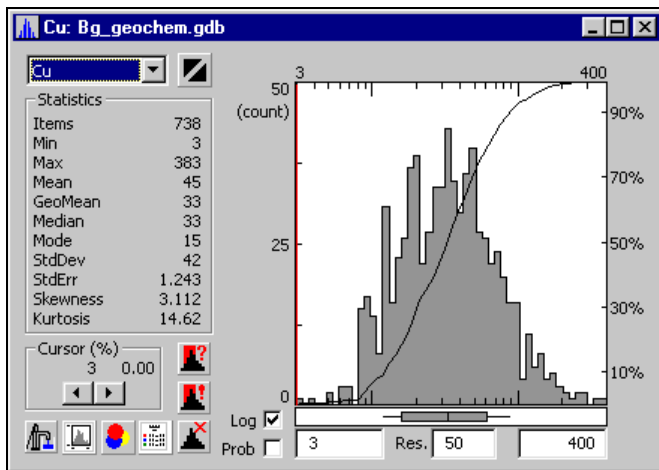 Cu: Bg_geochem.gdb
Cu
Statistics
Items 738
Min 3
Max 383
Mean 45
GeoMean 33
Median 33
Mode 15
StdDev 42
StdErr 1.243
Skewness 3.112
Kurtosis 14.62
Cursor (%)
3 0.00
3 400
50
(count)
25
0
90%
70%
50%
30%
10%
Log
Prob
3 Res. 50 400